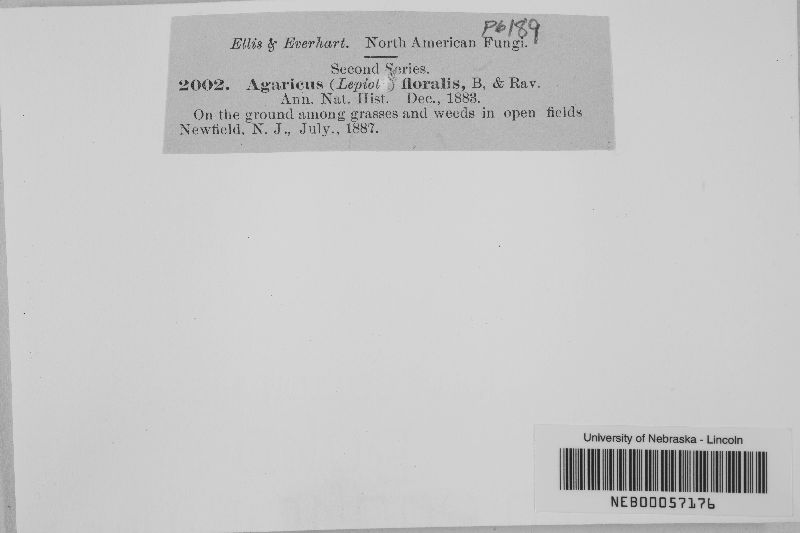 P6189
Ellis & Everhart. North American Fungi.
Second Series.
2002. Agaricus (Lepiot ) floralis, B, & Rav.
Ann. Nat. Hist. Dec., 1883.
On the ground among grasses and weeds in open fields
Newfield, N. J., July., 1887.
University of Nebraska - Lincoln
NEB00057176